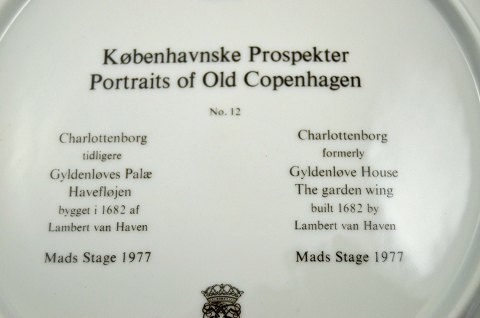 Københavnske Prospekter
Portraits of Old Copenhagen
No. 12
Charlottenborg
tidligere
Gyldenløves Palæ
Havefløjen
bygget i 1682 af
Lambert van Haven
Mads Stage 1977
Charlottenborg
formerly
Gyldenløve House
The garden wing
built 1682 by
Lambert van Haven
Mads Stage 1977